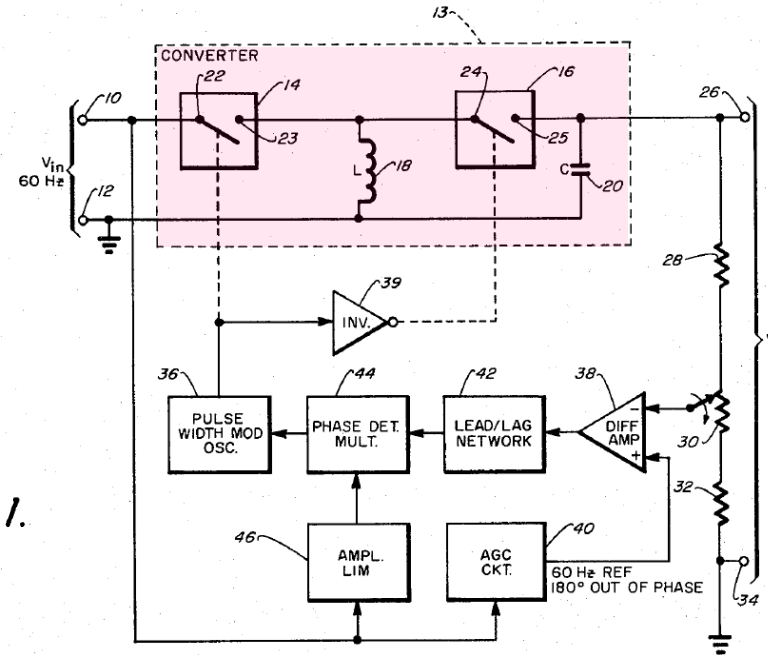 13
CONVERTER
10
22
14
24
16
26
23
25
V in
60 Hz
12
L
18
C
20
28
39
INV.
36
44
42
38
PULSE
WIDTH MOD
OSC.
PHASE DET.
MULT.
LEAD/LAG
NETWORK
DIFF
AMP
−
+
30
32
1.
46
40
AMPL.
LIM
AGC
CKT.
60 Hz REF
180° OUT OF PHASE
34